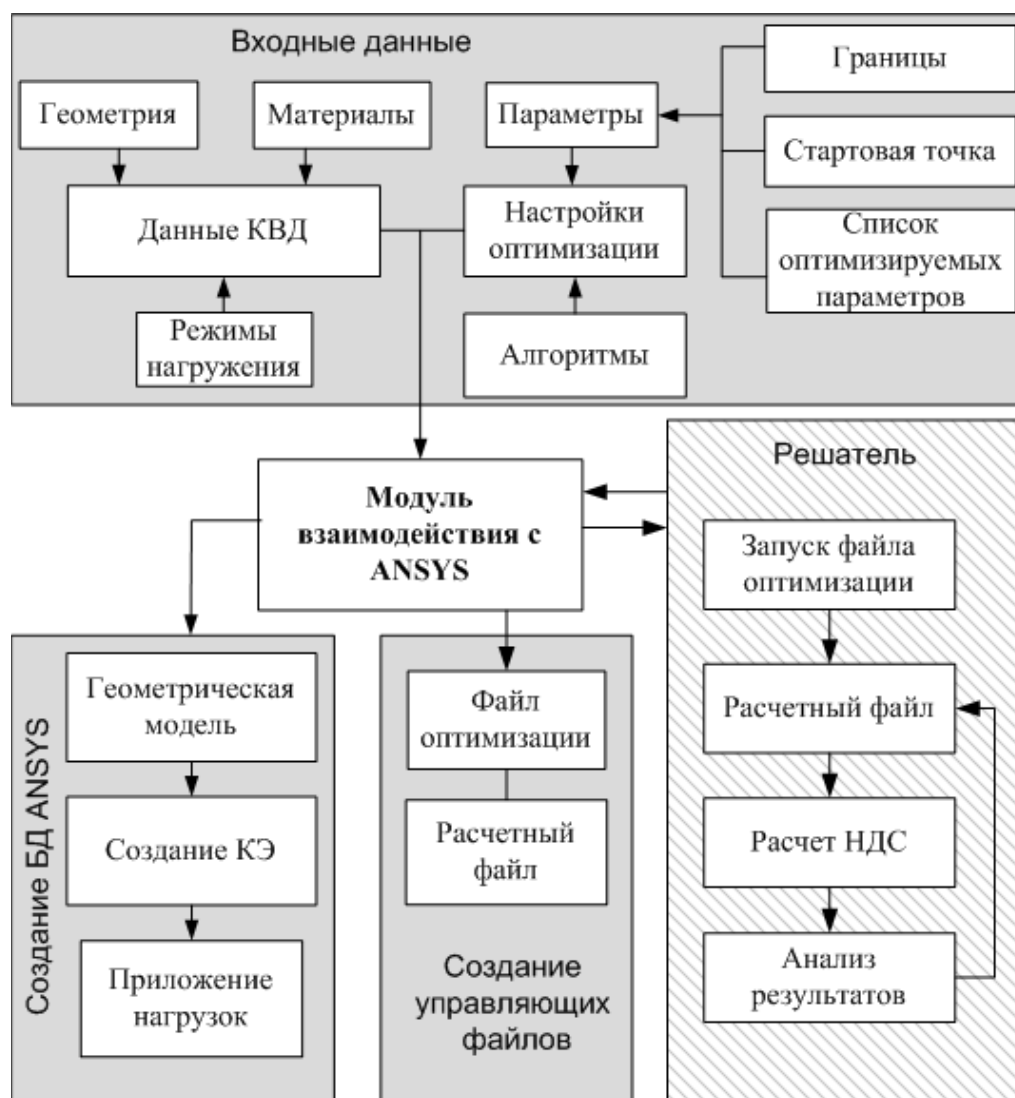 Входные данные
Границы
Геометрия
Материалы
Параметры
Стартовая точка
Данные КВД
Настройки
оптимизации
Список
оптимизируемых
параметров
Режимы
нагружения
Алгоритмы
Модуль
взаимодействия с
ANSYS
Решатель
Запуск файла
оптимизации
Расчетный файл
Расчет НДС
Анализ
результатов
Создание БД ANSYS
Геометрическая
модель
Создание КЭ
Приложение
нагрузок
Файл
оптимизации
Расчетный
файл
Создание
управляющих
файлов